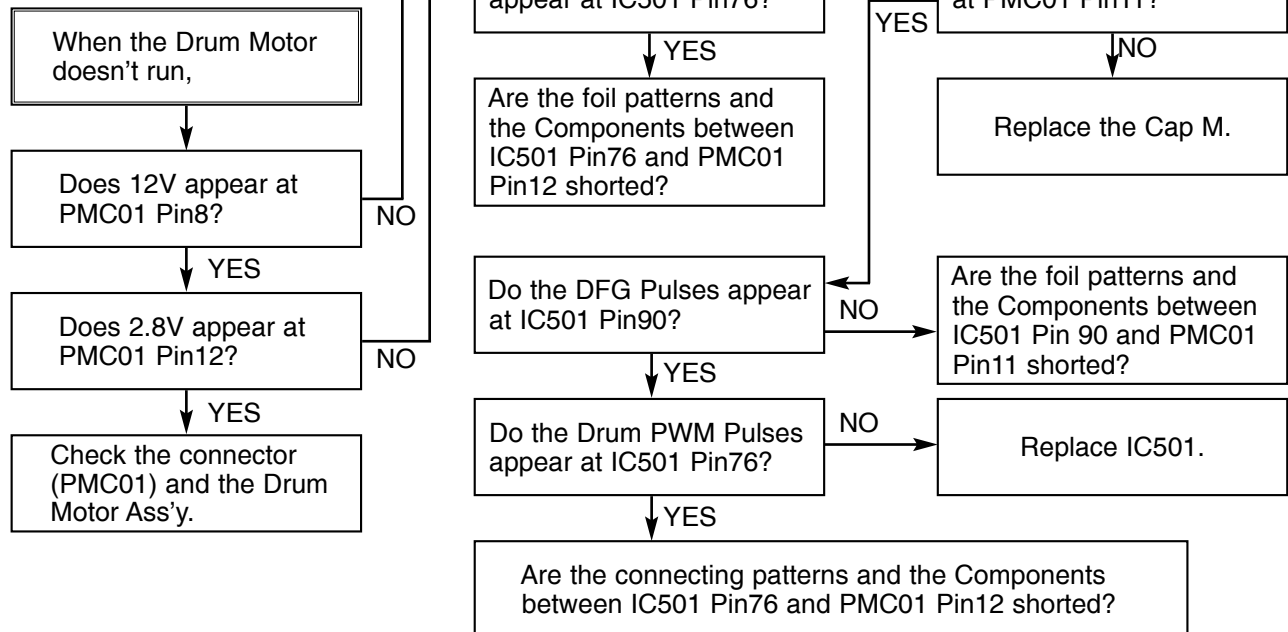 When the Drum Motor
doesn't run,
Does 12V appear at
PMC01 Pin8?
NO
YES
Does 2.8V appear at
PMC01 Pin12?
NO
YES
Check the connector
(PMC01) and the Drum
Motor Ass'y.
appear at IC501 Pin76?
YES
Are the foil patterns and
the Components between
IC501 Pin76 and PMC01
Pin12 shorted?
YES
at PMC01 Pin11?
NO
Replace the Cap M.
Do the DFG Pulses appear
at IC501 Pin90?
NO
Are the foil patterns and
the Components between
IC501 Pin 90 and PMC01
Pin11 shorted?
YES
Do the Drum PWM Pulses
appear at IC501 Pin76?
NO
Replace IC501.
YES
Are the connecting patterns and the Components
between IC501 Pin76 and PMC01 Pin12 shorted?